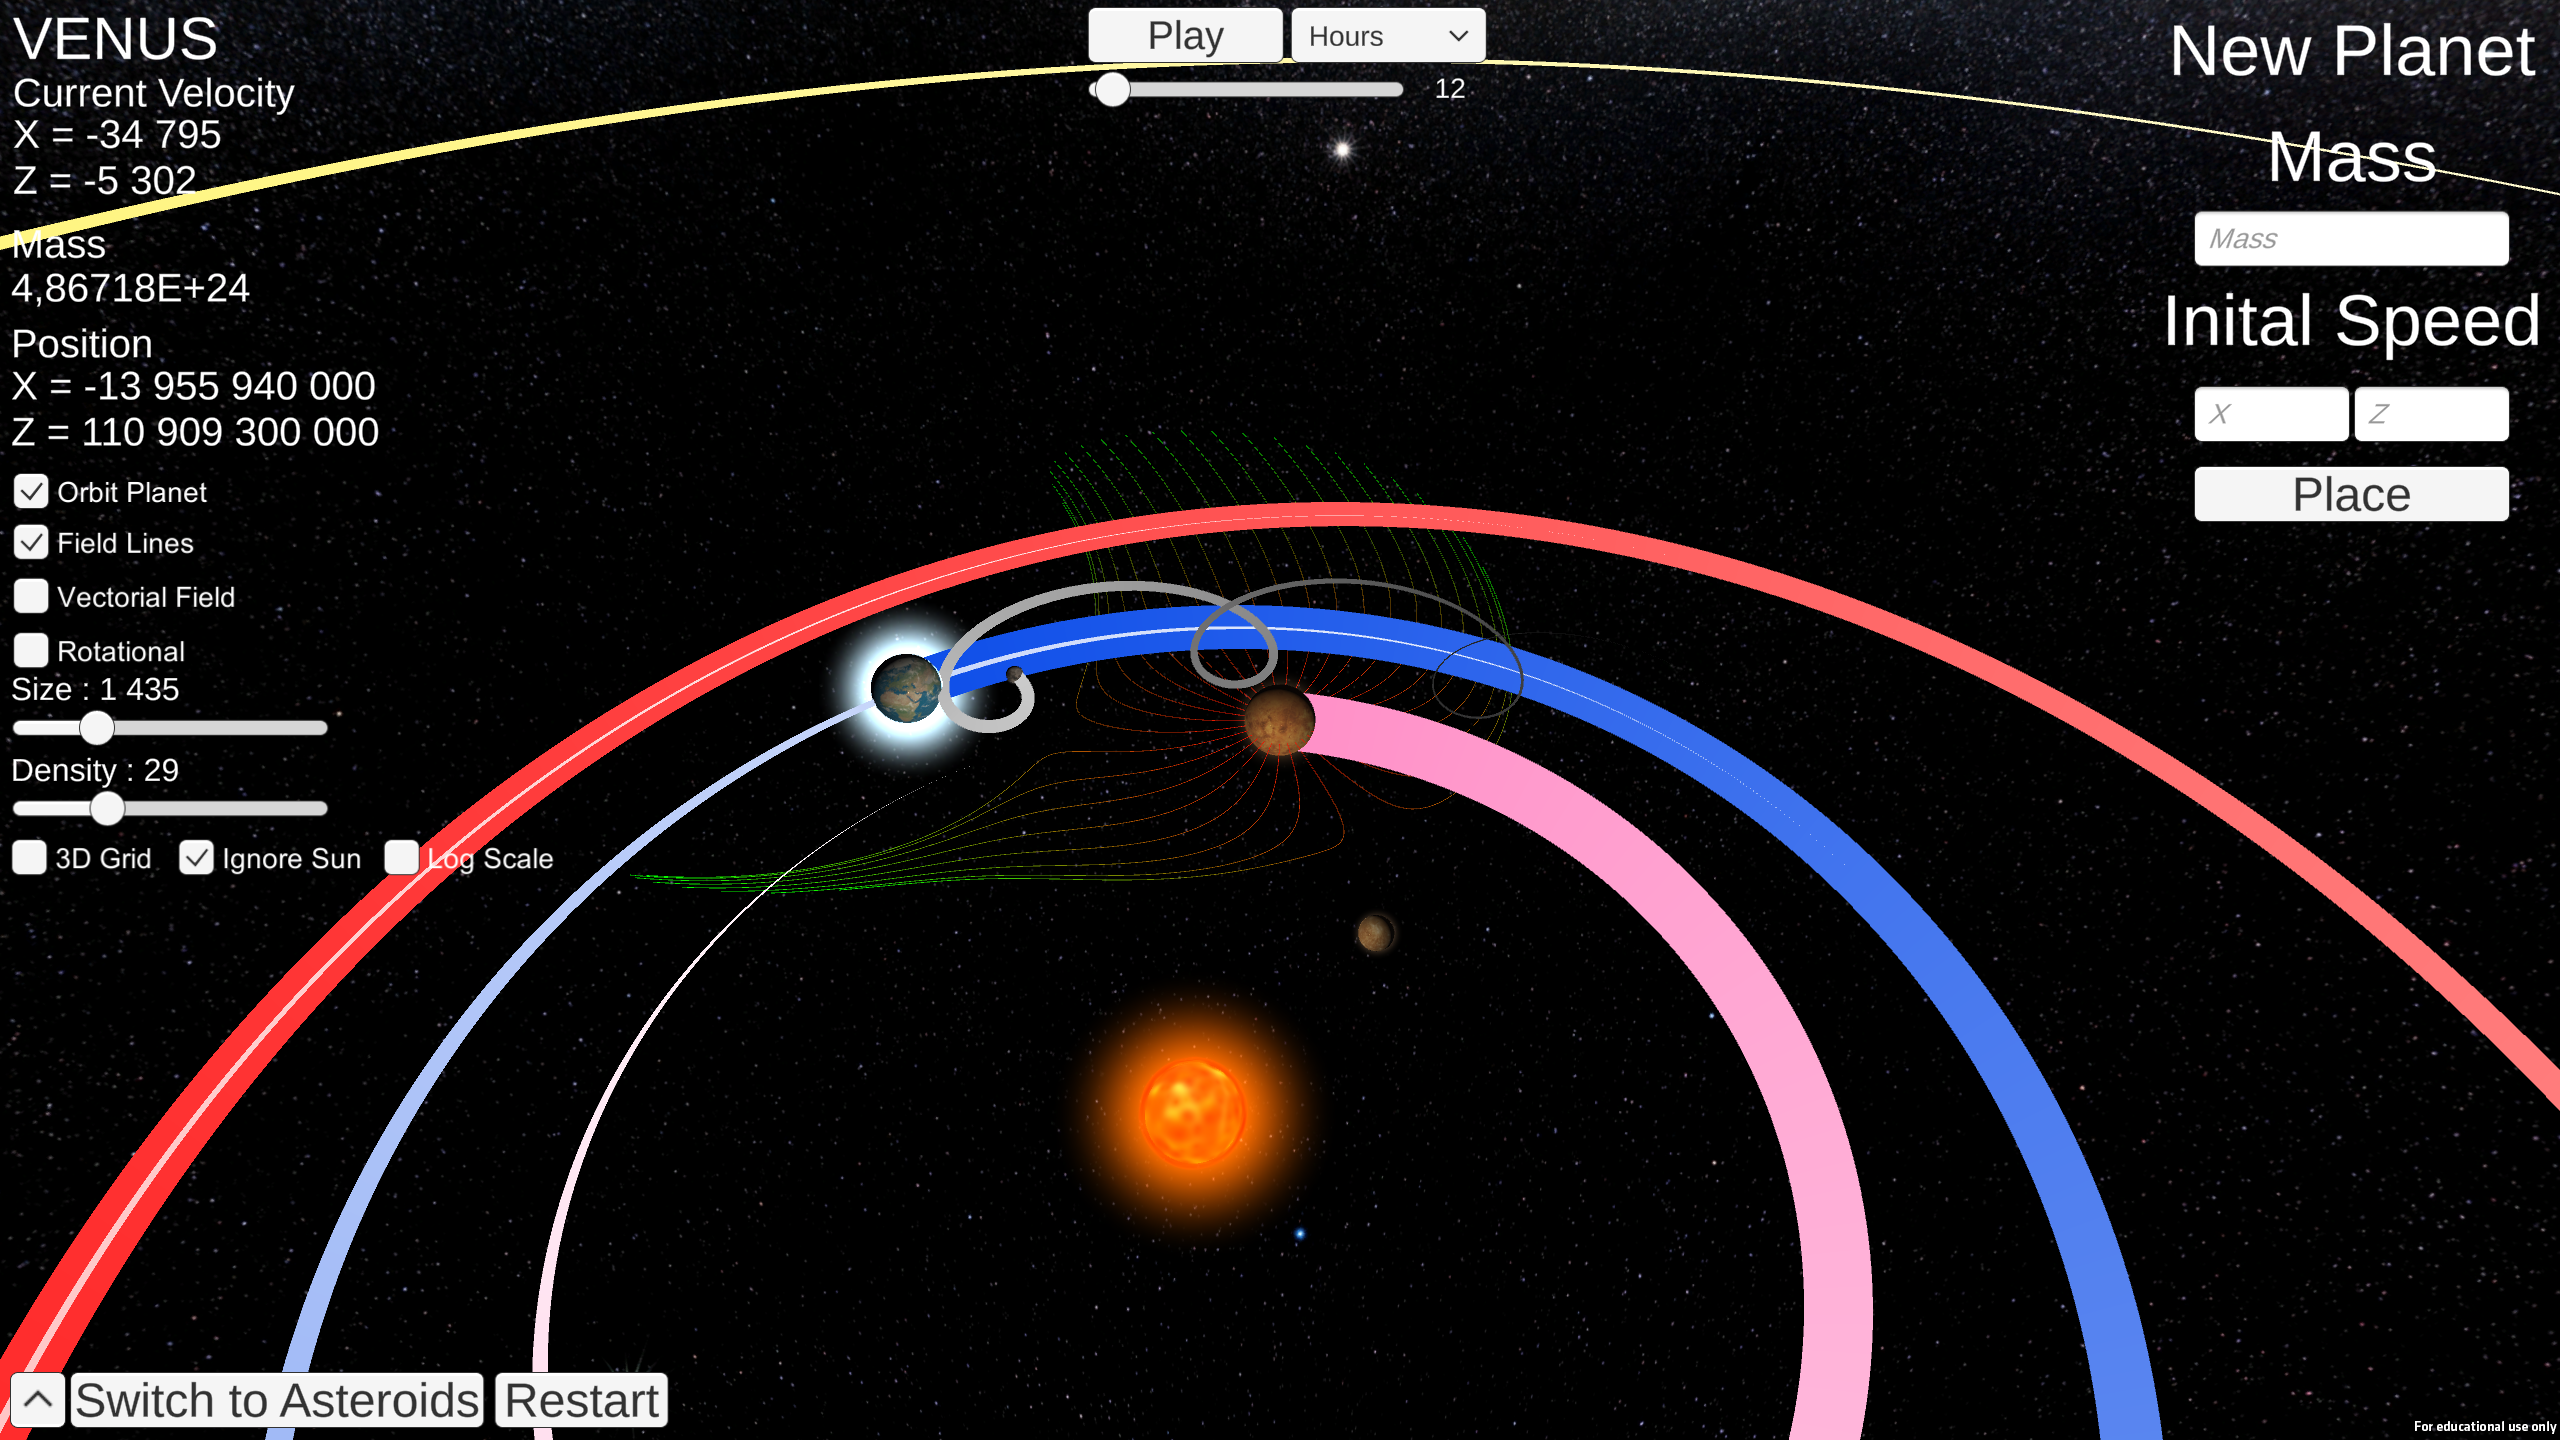 VENUS
Current Velocity
X = -34 795
Z = -5 302
Mass
4,86718E+24
Position
X = -13 955 940 000
Z = 110 909 300 000
Orbit Planet
Field Lines
Vectorial Field
Rotational
Size : 1 435
Density : 29
3D Grid Ignore Sun Log Scale
Play Hours
12
New Planet
Mass
Mass
Inital Speed
X Z
Place
Switch to Asteroids Restart
For educational use only